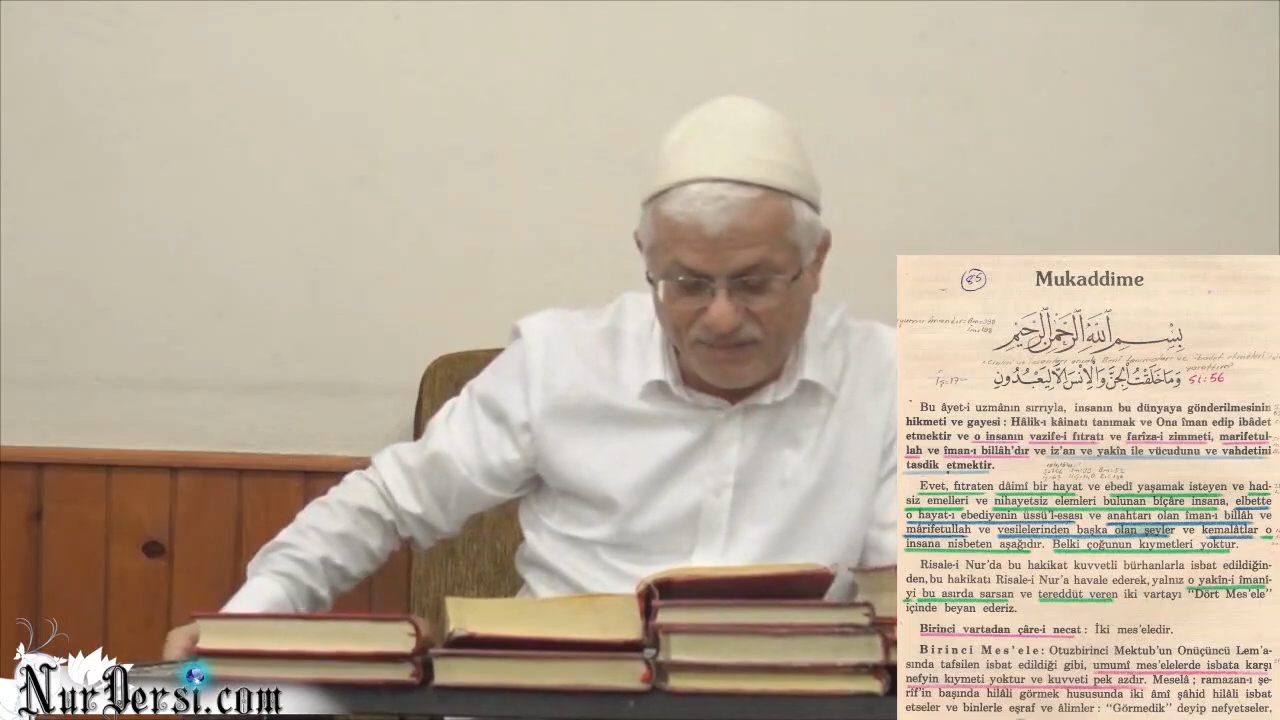 85
Mukaddime
بِسْمِ اللَّهِ الرَّحْمَٰنِ الرَّحِيمِ
وَمَا خَلَقْتُ الْجِنَّ وَالْإِنْسَ إِلَّا لِيَعْبُدُونِ 51:56
Bu âyet-i uzmânın sırrıyla, insanın bu dünyaya gönderilmesinin
hikmeti ve gayesi : Hâlik-ı kâinatı tanımak ve Ona îman edip ibâdet
etmektir ve o insanın vazife-i fıtratı ve farîza-i zimmeti, marifetul-
lah ve îman-ı billâh'dır ve iz'an ve yakîn ile vücudunu ve vahdetini
tasdik etmektir.
Evet, fıtraten dâimî bir hayat ve ebedî yaşamak isteyen ve had-
siz emelleri ve nihayetsiz elemleri bulunan bîçâre insana, elbette
o hayat-ı ebediyenin üssü'l-esası ve anahtarı olan îman-ı billâh ve
mârifetullah ve vesilelerinden başka olan şeyler ve kemalâtlar o
insana nisbeten aşağıdır. Belki çoğunun kıymetleri yoktur.
Risale-i Nur'da bu hakikat kuvvetli bürhanlarla isbat edildiğin-
den, bu hakikatı Risale-i Nur'a havale ederek, yalnız o yakîn-i îmanî-
yi bu asırda sarsan ve tereddüt veren iki vartayı "Dört Mes'ele"
içinde beyan ederiz.
Birinci vartadan çâre-i necat : İki mes'eledir.
Birinci Mes'ele : Otuzbirinci Mektub'un Onüçüncü Lem'a-
sında tafsilen isbat edildiği gibi, umumî mes'elelerde isbata karşı
nefyin kıymeti yoktur ve kuvveti pek azdır. Meselâ ; ramazan-ı şe-
rif'in başında hilâli görmek hususunda iki âmî şâhid hilâli isbat
etseler ve binlerle eşraf ve âlimler : "Görmedik" deyip nefyetseler,
NurDersi.com